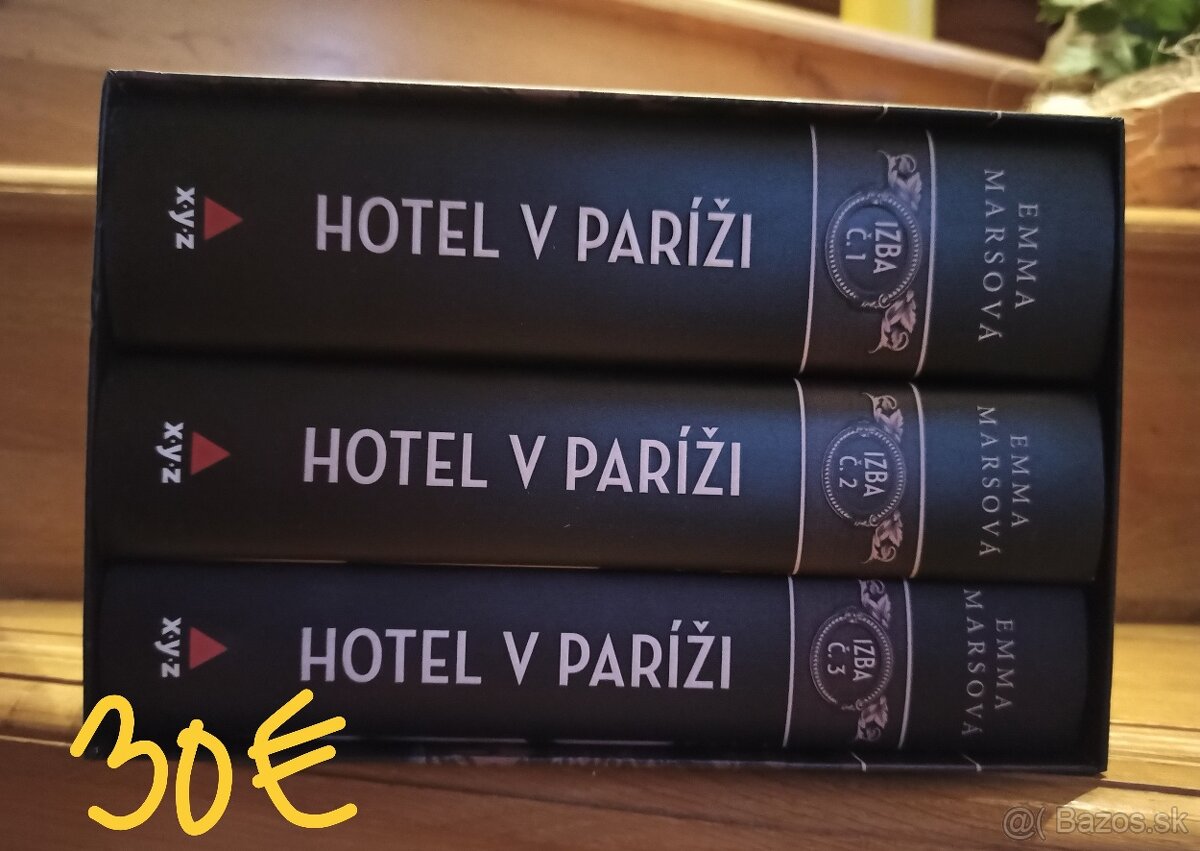 x·y·z
HOTEL V PARÍŽI
IZBA
Č.1
EMMA
MARSOVÁ
x·y·z
HOTEL V PARÍŽI
IZBA
Č.2
EMMA
MARSOVÁ
x·y·z
HOTEL V PARÍŽI
IZBA
Č.3
EMMA
MARSOVÁ
30€
@( Bazos.sk